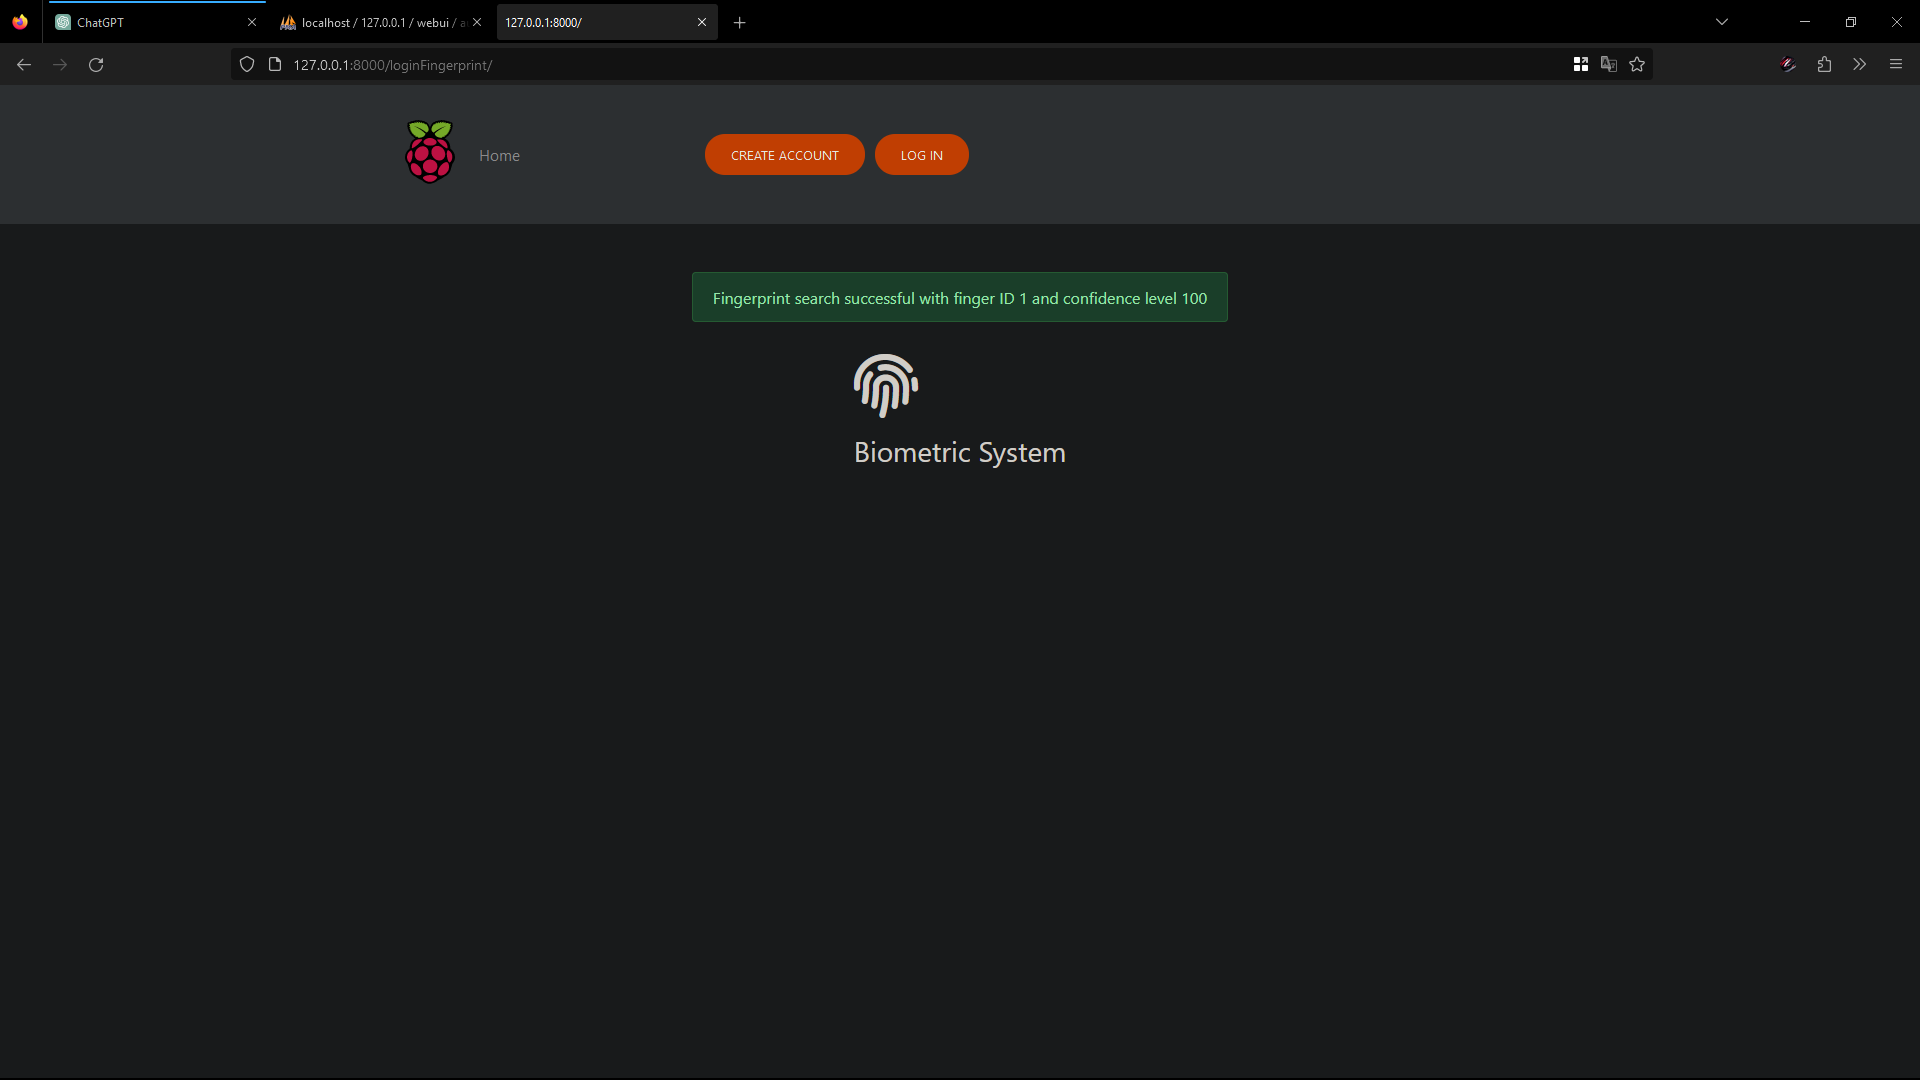 ChatGPT
localhost / 127.0.0.1 / webui /
127.0.0.1:8000/
127.0.0.1:8000/loginFingerprint/
Home
CREATE ACCOUNT
LOG IN
Fingerprint search successful with finger ID 1 and confidence level 100
Biometric System